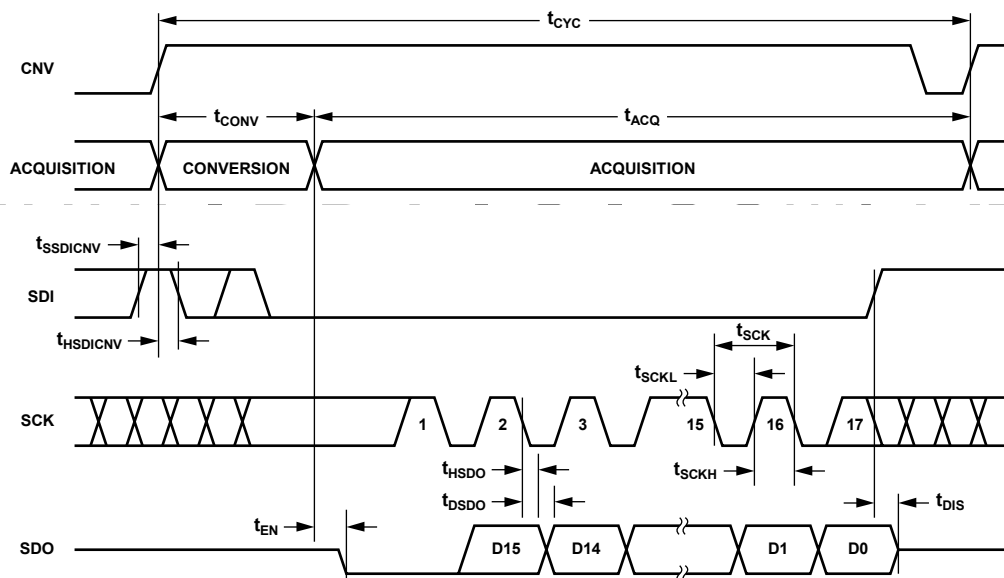 tCYC
CNV
tCONV
tACQ
ACQUISITION
CONVERSION
ACQUISITION
tSSDICNV
SDI
tHSDICNV
tSCK
tSCKL
SCK
1
2
3
15
16
17
tHSDO
tSCKH
tDSDO
tDIS
tEN
SDO
D15
D14
D1
D0